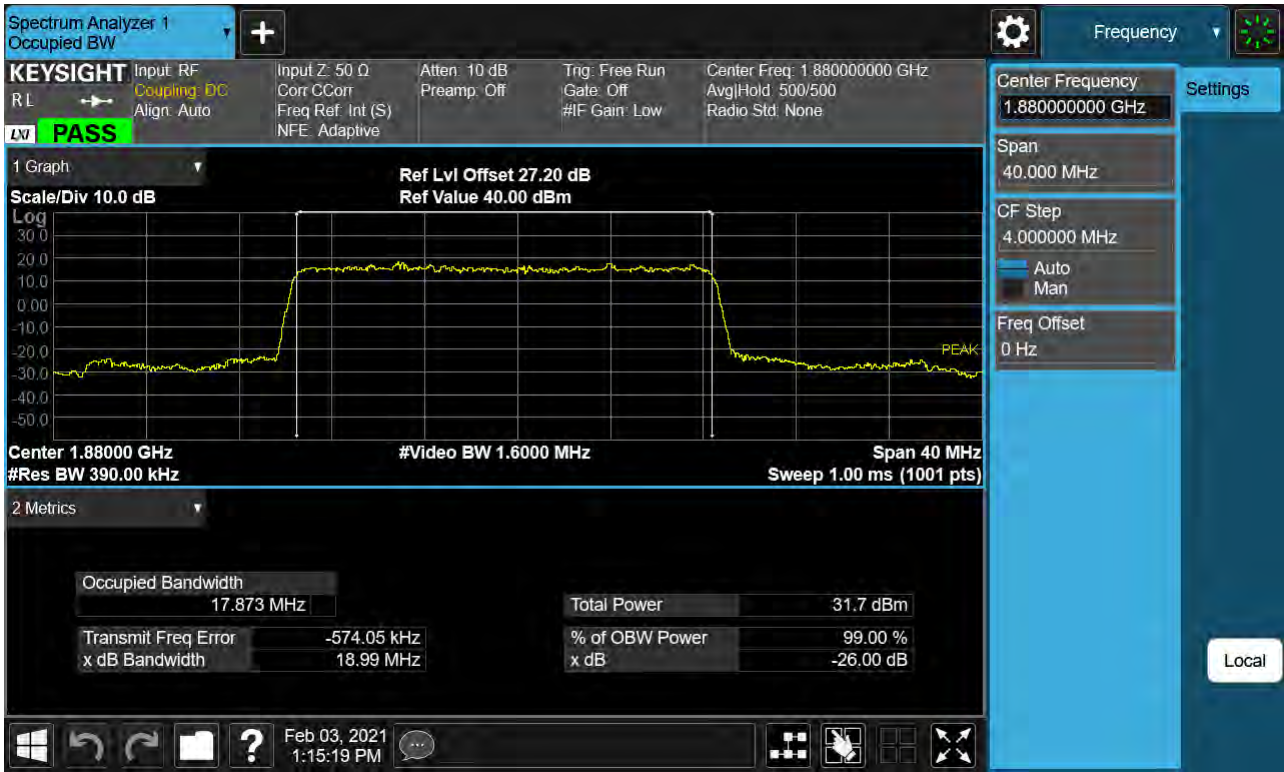 Spectrum Analyzer 1
Occupied BW
+
Frequency
KEYSIGHT
RL
LXI
PASS
Input: RF
Coupling: DC
Align: Auto
Input Z: 50 Ω
Corr CCorr
Freq Ref: Int (S)
NFE: Adaptive
Atten: 10 dB
Preamp: Off
Trig: Free Run
Gate: Off
#IF Gain: Low
Center Freq: 1.880000000 GHz
Avg|Hold: 500/500
Radio Std: None
Center Frequency
1.880000000 GHz
Settings
Span
40.000 MHz
CF Step
4.000000 MHz
Auto
Man
Freq Offset
0 Hz
1 Graph
Scale/Div 10.0 dB
Ref Lvl Offset 27.20 dB
Ref Value 40.00 dBm
Log
30.0
20.0
10.0
0.00
-10.0
-20.0
-30.0
-40.0
-50.0
PEAK
Center 1.88000 GHz
#Video BW 1.6000 MHz
Span 40 MHz
#Res BW 390.00 kHz
Sweep 1.00 ms (1001 pts)
2 Metrics
Occupied Bandwidth
17.873 MHz
Transmit Freq Error -574.05 kHz
x dB Bandwidth 18.99 MHz
Total Power 31.7 dBm
% of OBW Power 99.00 %
x dB -26.00 dB
Local
?
Feb 03, 2021
1:15:19 PM